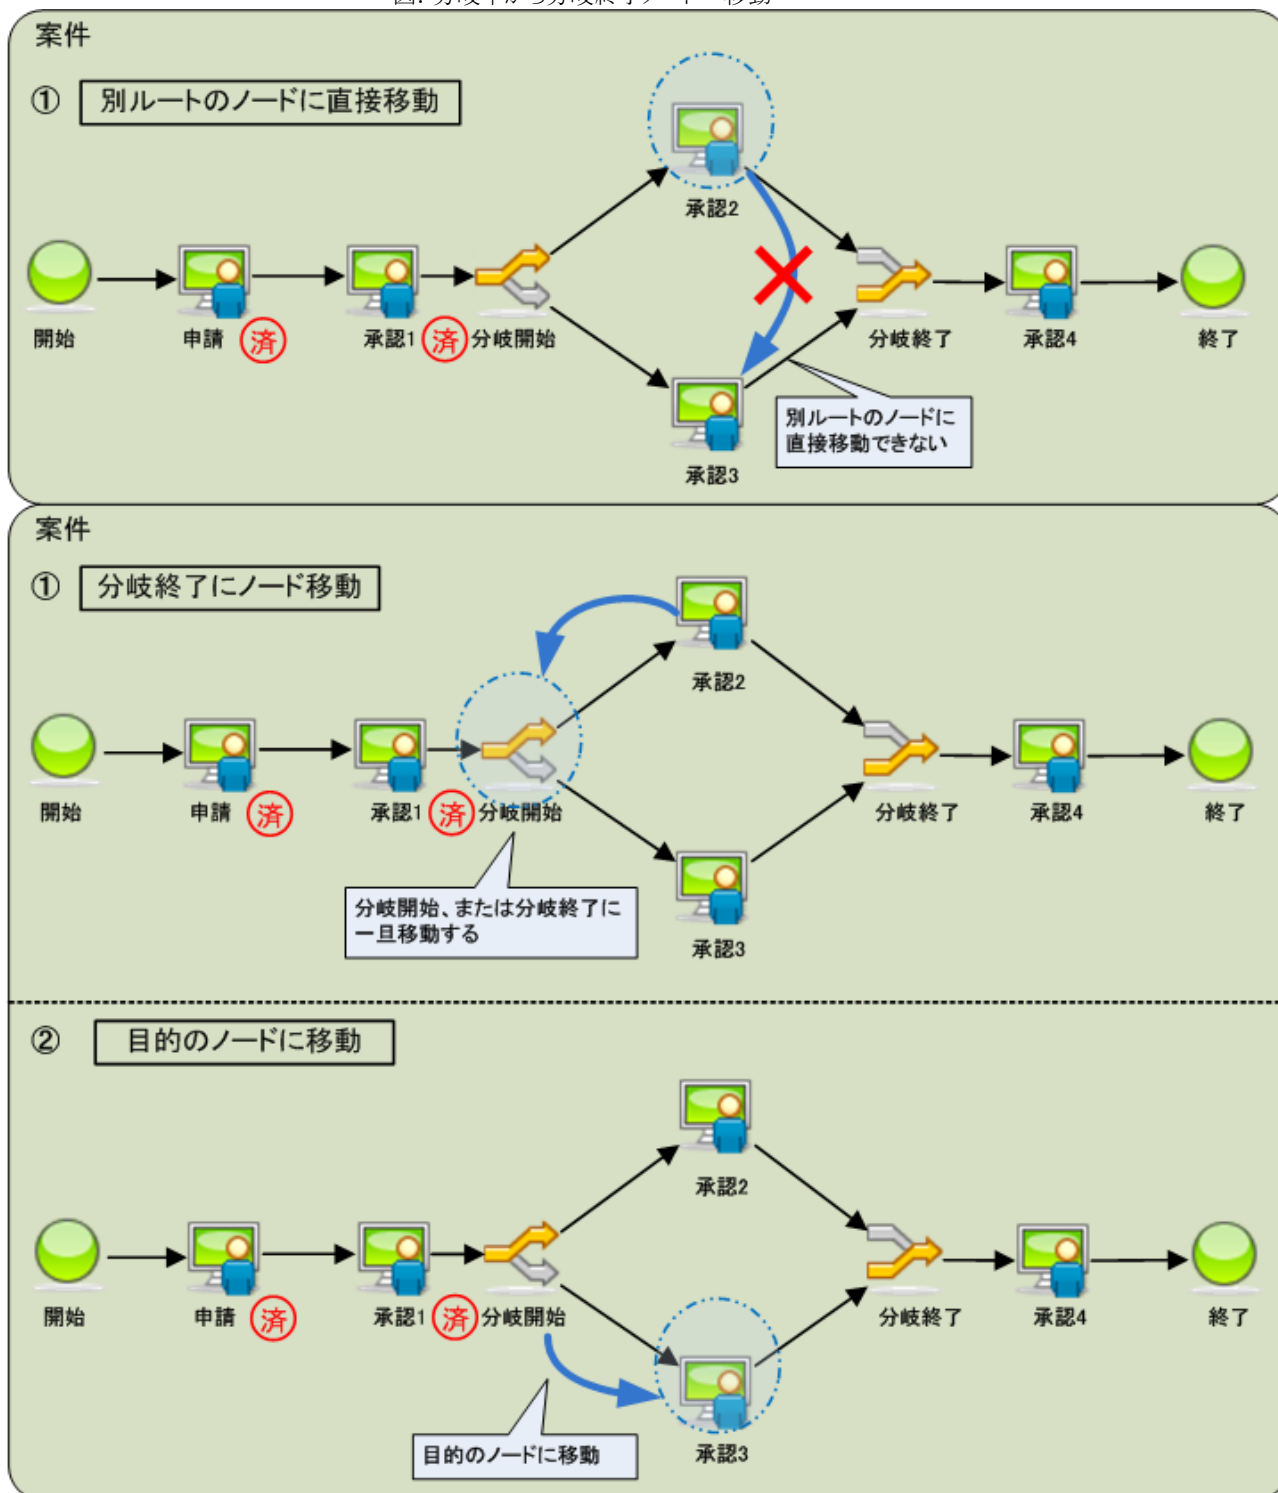 案件
① 別ルートのノードに直接移動
承認2
開始
申請
済
承認1
済
分岐開始
分岐終了
承認4
終了
別ルートのノードに
直接移動できない
承認3
案件
① 分岐終了にノード移動
承認2
開始
申請
済
承認1
済
分岐開始
分岐終了
承認4
終了
分岐開始、または分岐終了に
一旦移動する
承認3
② 目的のノードに移動
承認2
開始
申請
済
承認1
済
分岐開始
分岐終了
承認4
終了
目的のノードに移動
承認3